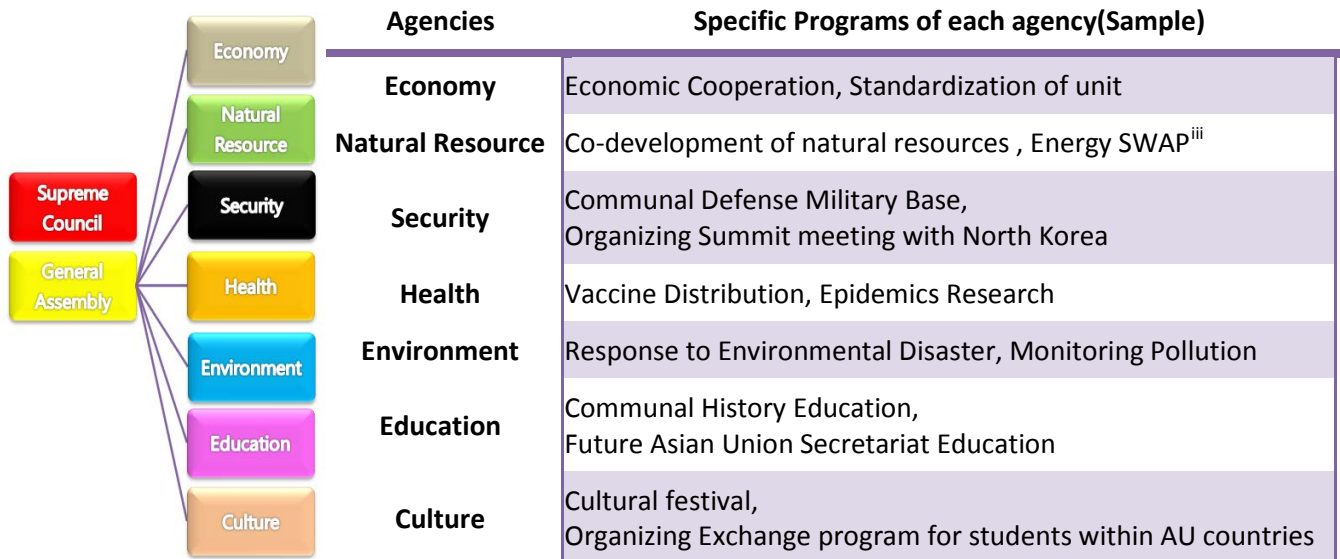 Supreme
Council
General
Assembly
Economy
Natural
Resource
Security
Health
Environment
Education
Culture
Agencies Specific Programs of each agency(Sample)
Economy Economic Cooperation, Standardization of unit
Natural Resource Co-development of natural resources , Energy SWAPⁱⁱⁱ
Security Communal Defense Military Base,
Organizing Summit meeting with North Korea
Health Vaccine Distribution, Epidemics Research
Environment Response to Environmental Disaster, Monitoring Pollution
Education Communal History Education,
Future Asian Union Secretariat Education
Culture Cultural festival,
Organizing Exchange program for students within AU countries